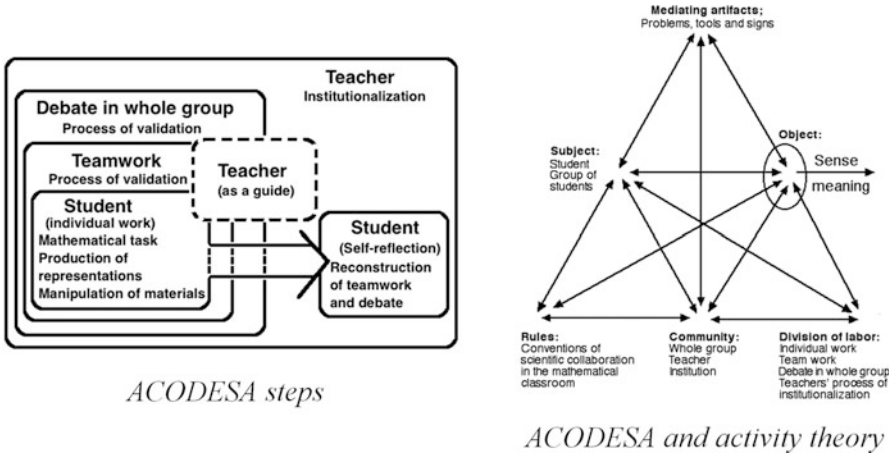 Teacher
Institutionalization
Debate in whole group
Process of validation
Teamwork
Process of validation
Teacher
(as a guide)
Student
(individual work)
Mathematical task
Production of
representations
Manipulation of materials
Student
(Self-reflection)
Reconstruction
of teamwork
and debate
ACODESA steps
Mediating artifacts;
Problems, tools and signs
Subject:
Student
Group of
students
Object:
Sense
meaning
Rules:
Conventions of
scientific collaboration
in the mathematical
classroom
Community:
Whole group
Teacher
Institution
Division of labor:
Individual work
Team work
Debate in whole group
Teachers' process of
institutionalization
ACODESA and activity theory